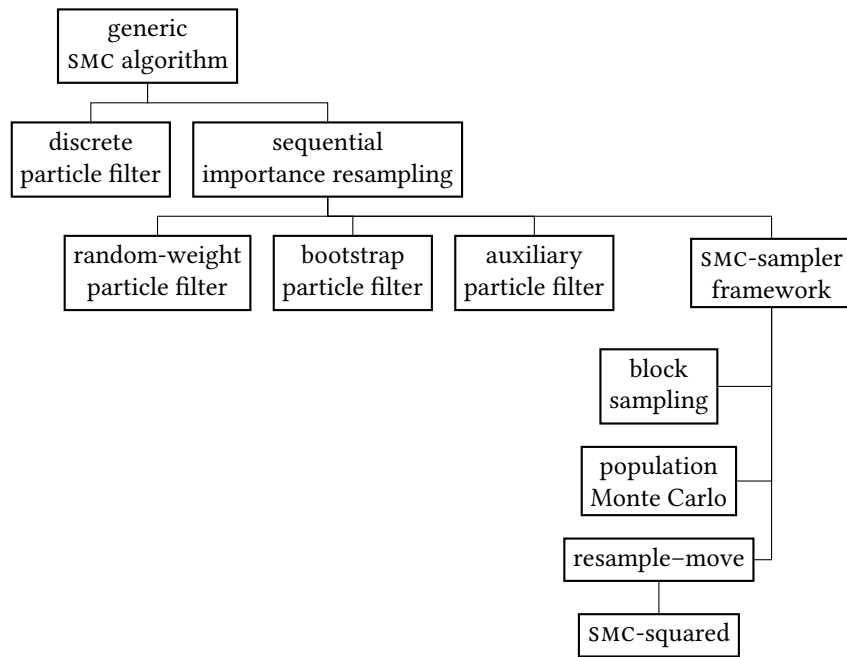 generic
SMC algorithm
discrete
particle filter
sequential
importance resampling
random-weight
particle filter
bootstrap
particle filter
auxiliary
particle filter
SMC-sampler
framework
block
sampling
population
Monte Carlo
resample–move
SMC-squared